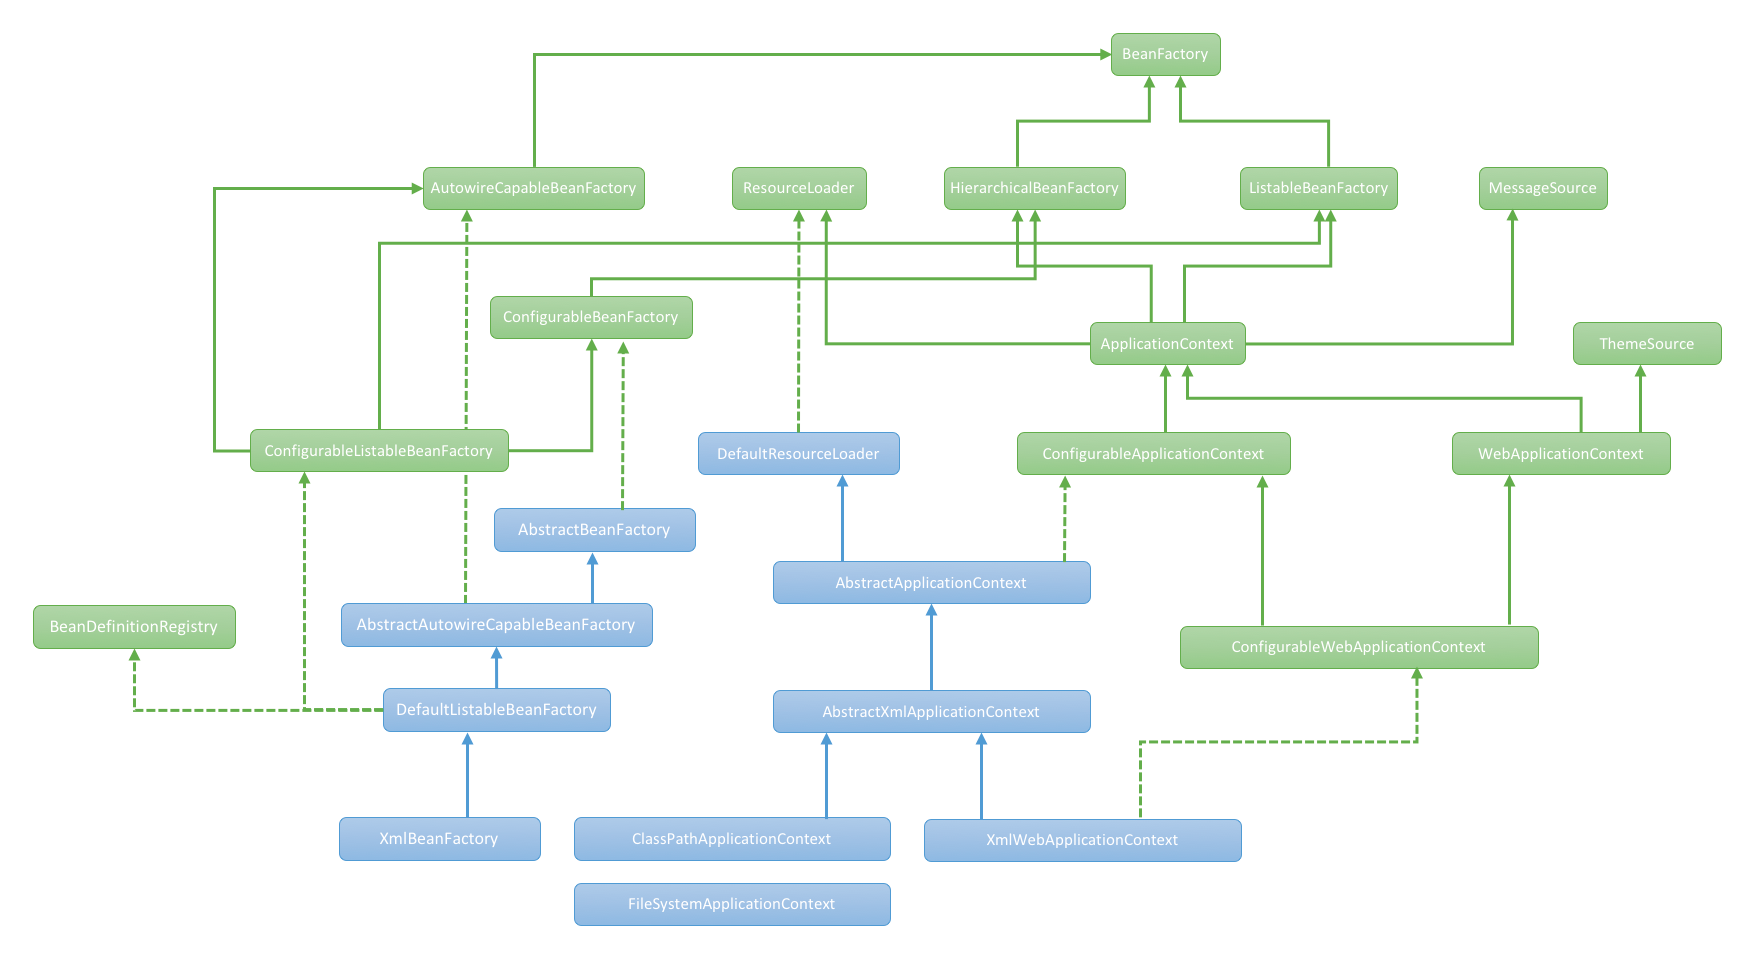 BeanFactory
AutowireCapableBeanFactory
ResourceLoader
HierarchicalBeanFactory
ListableBeanFactory
MessageSource
ConfigurableBeanFactory
ApplicationContext
ThemeSource
ConfigurableListableBeanFactory
DefaultResourceLoader
ConfigurableApplicationContext
WebApplicationContext
AbstractBeanFactory
AbstractApplicationContext
BeanDefinitionRegistry
AbstractAutowireCapableBeanFactory
ConfigurableWebApplicationContext
DefaultListableBeanFactory
AbstractXmlApplicationContext
XmlBeanFactory
ClassPathApplicationContext
XmlWebApplicationContext
FileSystemApplicationContext